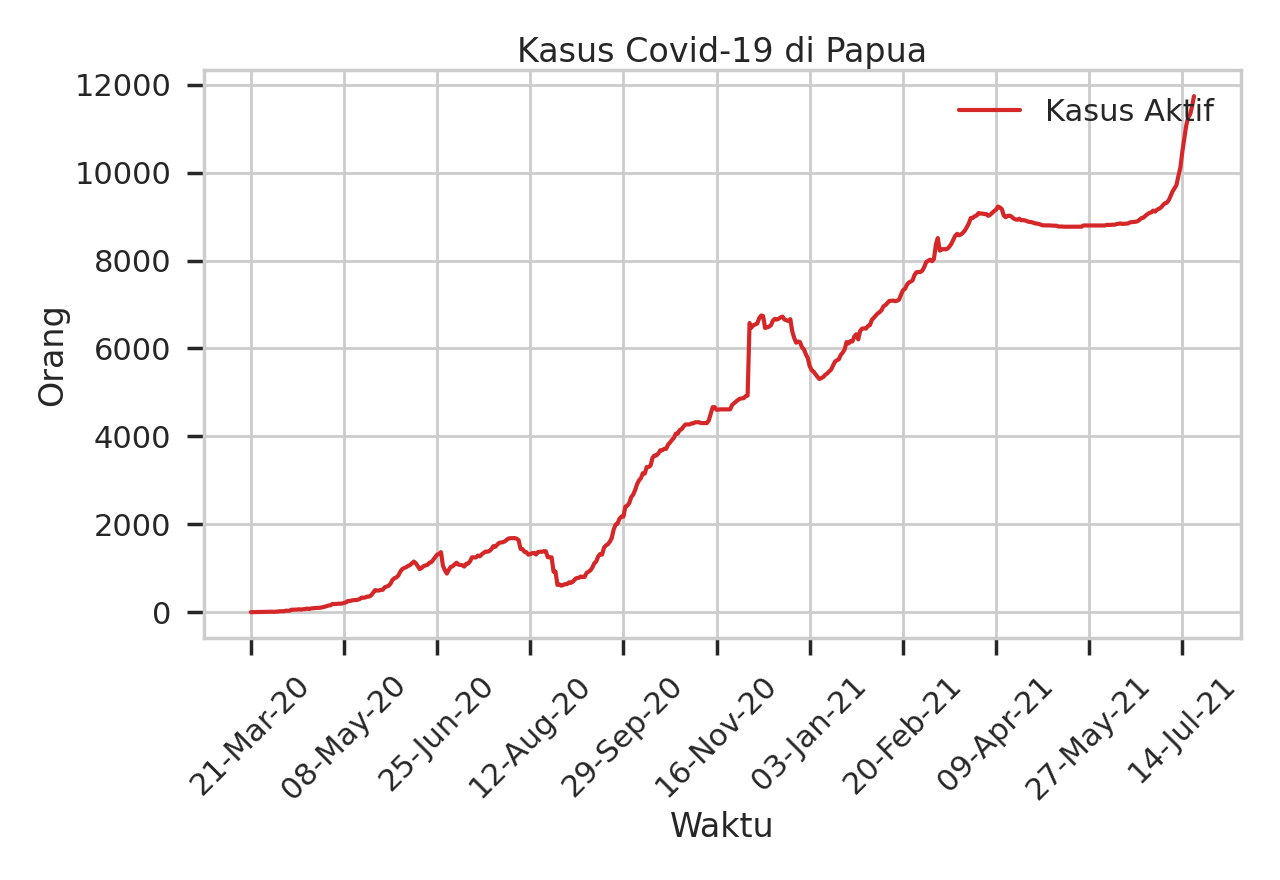 Kasus Covid-19 di Papua
Kasus Aktif
12000
10000
8000
6000
4000
2000
0
Orang
21-Mar-20
08-May-20
25-Jun-20
12-Aug-20
29-Sep-20
16-Nov-20
03-Jan-21
20-Feb-21
09-Apr-21
27-May-21
14-Jul-21
Waktu